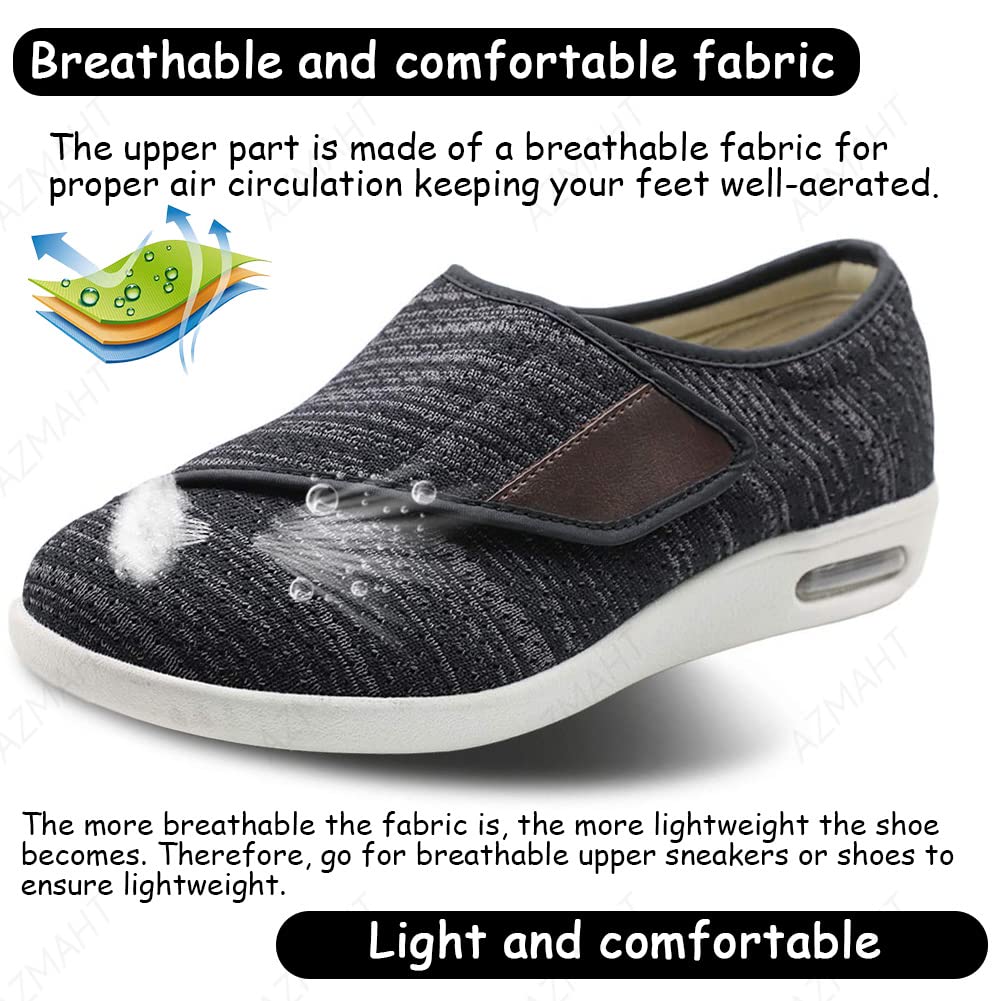 Breathable and comfortable fabric
The upper part is made of a breathable fabric for
proper air circulation keeping your feet well-aerated.
The more breathable the fabric is, the more lightweight the shoe
becomes. Therefore, go for breathable upper sneakers or shoes to
ensure lightweight.
Light and comfortable
AZMAHT